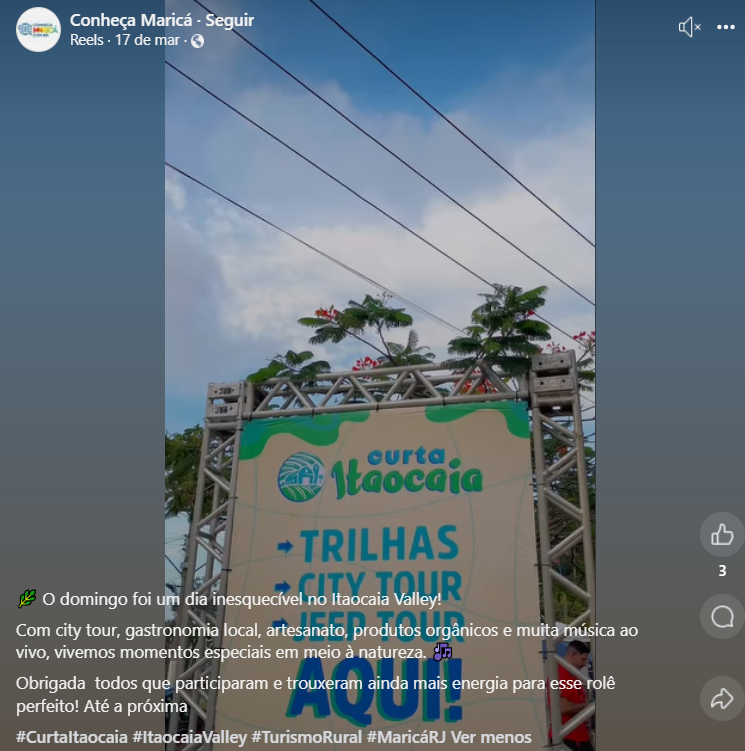 Conheça Maricá · Seguir
Reels · 17 de mar ·
curta
Itaocaia
TRILHAS
CITY TOUR
JEEP TOUR
AQUI!
O domingo foi um dia inesquecível no Itaocaia Valley!
Com city tour, gastronomia local, artesanato, produtos orgânicos e muita música ao
vivo, vivemos momentos especiais em meio à natureza.
Obrigada  todos que participaram e trouxeram ainda mais energia para esse rolê
perfeito! Até a próxima
#CurtaItaocaia #ItaocaiaValley #TurismoRural #MaricáRJ Ver menos
3